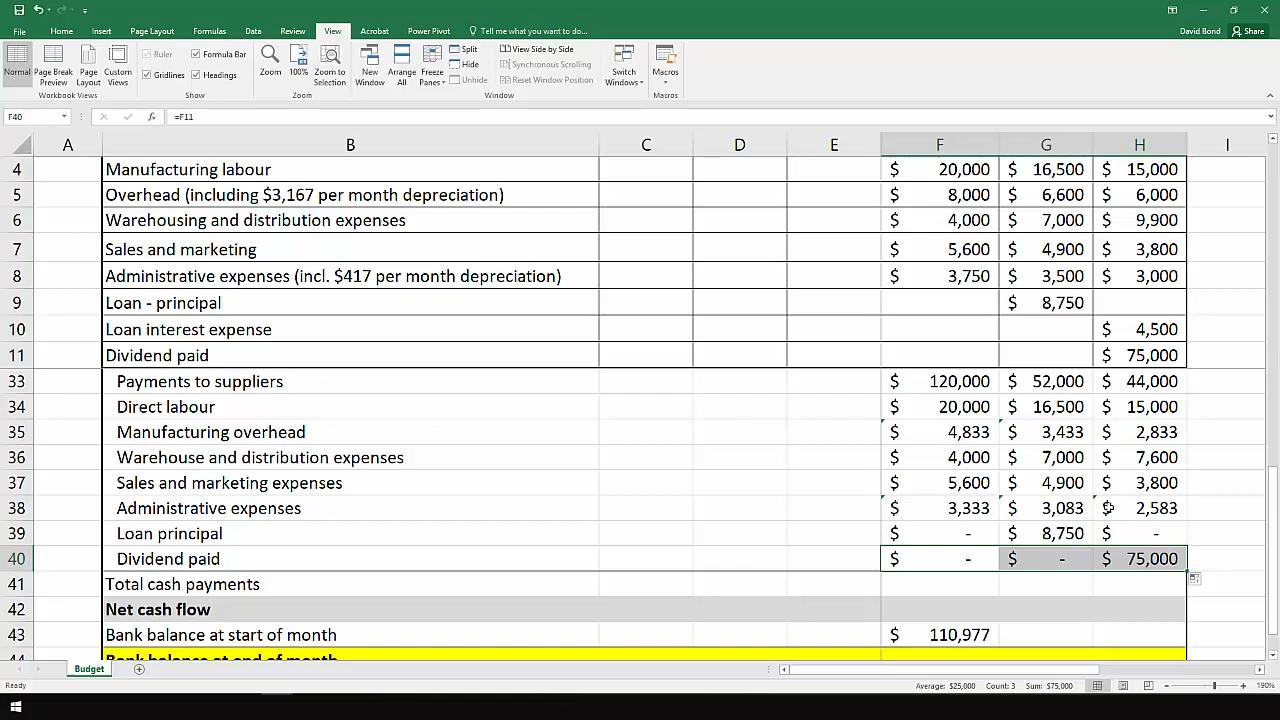 File Home Insert Page Layout Formulas Data Review View Acrobat Power Pivot Tell me what you want to do... David Bond Share
Normal Page Break Preview Page Layout Custom Views Ruler Formula Bar Gridlines Headings Zoom 100% Zoom to Selection New Window Arrange All Freeze Panes Split Hide Unhide View Side by Side Synchronous Scrolling Reset Window Position Switch Windows Macros
Workbook Views Show Zoom Window Macros
F40 fx =F11
A B C D E F G H I
4 Manufacturing labour $ 20,000 $ 16,500 $ 15,000
5 Overhead (including $3,167 per month depreciation) $ 8,000 $ 6,600 $ 6,000
6 Warehousing and distribution expenses $ 4,000 $ 7,000 $ 9,900
7 Sales and marketing $ 5,600 $ 4,900 $ 3,800
8 Administrative expenses (incl. $417 per month depreciation) $ 3,750 $ 3,500 $ 3,000
9 Loan - principal $ 8,750
10 Loan interest expense $ 4,500
11 Dividend paid $ 75,000
33 Payments to suppliers $ 120,000 $ 52,000 $ 44,000
34 Direct labour $ 20,000 $ 16,500 $ 15,000
35 Manufacturing overhead $ 4,833 $ 3,433 $ 2,833
36 Warehouse and distribution expenses $ 4,000 $ 7,000 $ 7,600
37 Sales and marketing expenses $ 5,600 $ 4,900 $ 3,800
38 Administrative expenses $ 3,333 $ 3,083 $ 2,583
39 Loan principal $ - $ 8,750 $ -
40 Dividend paid $ - $ - $ 75,000
41 Total cash payments
42 Net cash flow
43 Bank balance at start of month $ 110,977
44 Bank balance at end of month
Budget
Ready Average: $25,000 Count: 3 Sum: $75,000 190%